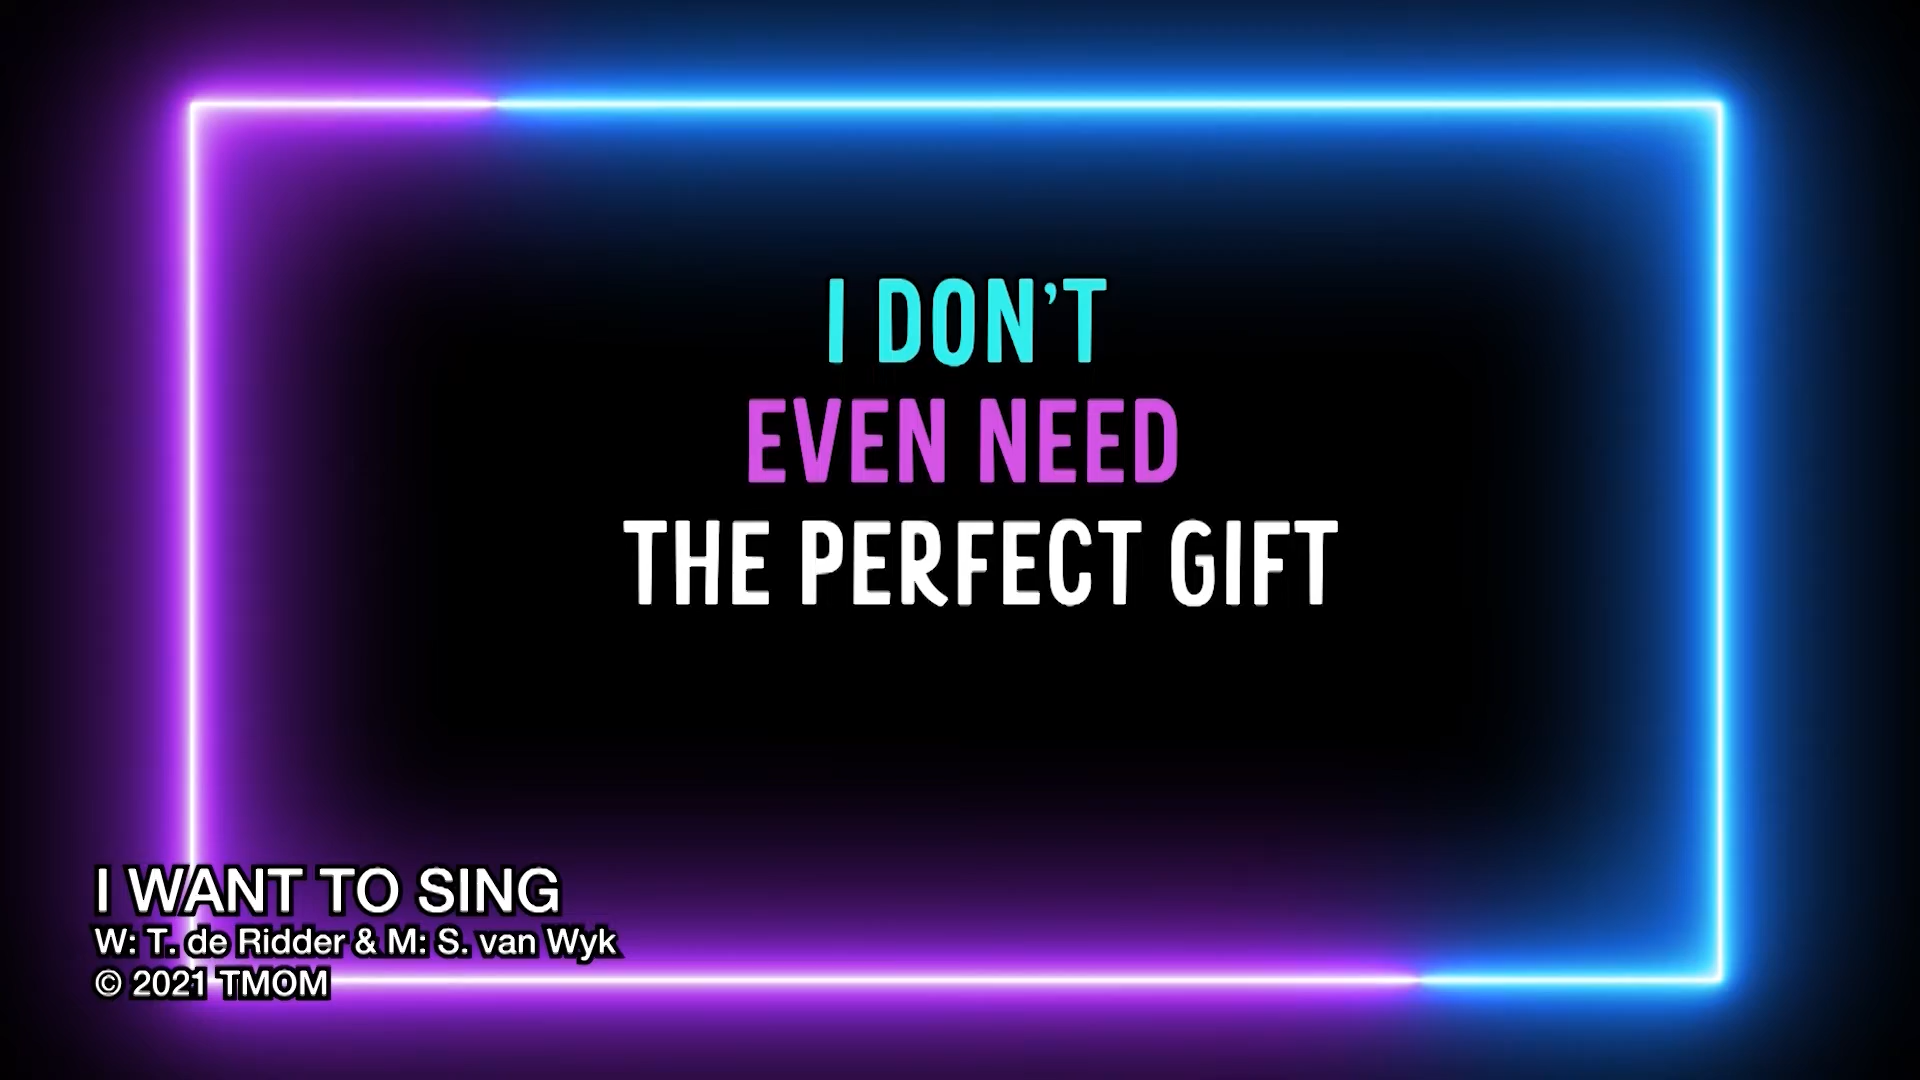 I DON’T
EVEN NEED
THE PERFECT GIFT
I WANT TO SING
W: T. de Ridder & M: S. van Wyk
© 2021 TMOM